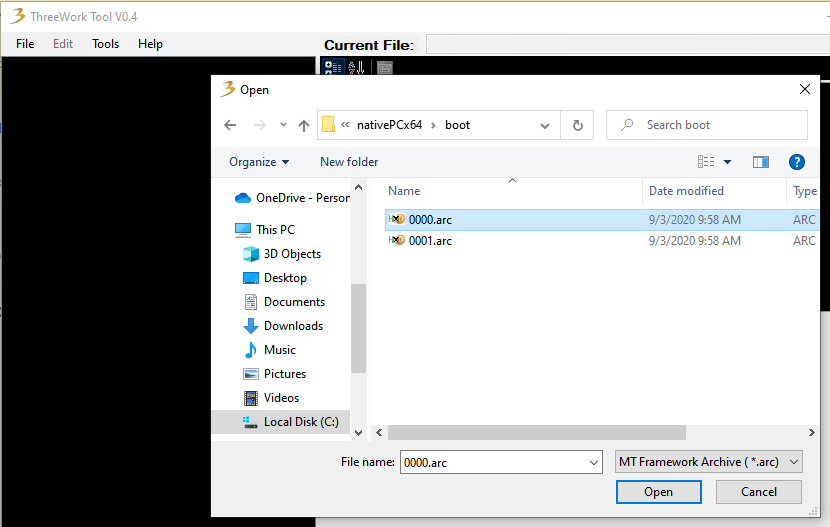 ThreeWork Tool V0.4
File Edit Tools Help
Current File:
Open
« nativePCx64 › boot
Search boot
Organize
New folder
Name
Date modified
Type
OneDrive - Person
This PC
3D Objects
Desktop
Documents
Downloads
Music
Pictures
Videos
Local Disk (C:)
0000.arc 9/3/2020 9:58 AM ARC
0001.arc 9/3/2020 9:58 AM ARC
File name: 0000.arc
MT Framework Archive ( *.arc)
Open
Cancel